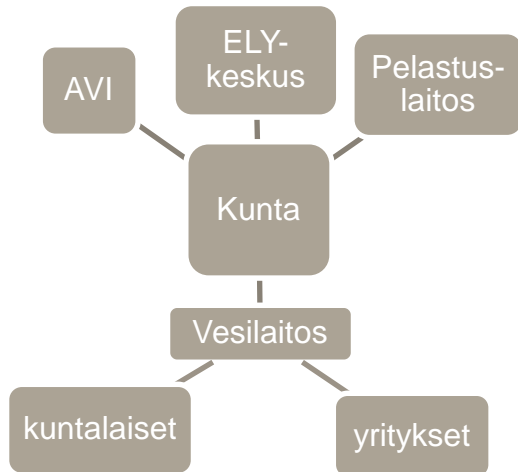 AVI
ELY-
keskus
Pelastus-
laitos
Kunta
Vesilaitos
kuntalaiset
yritykset